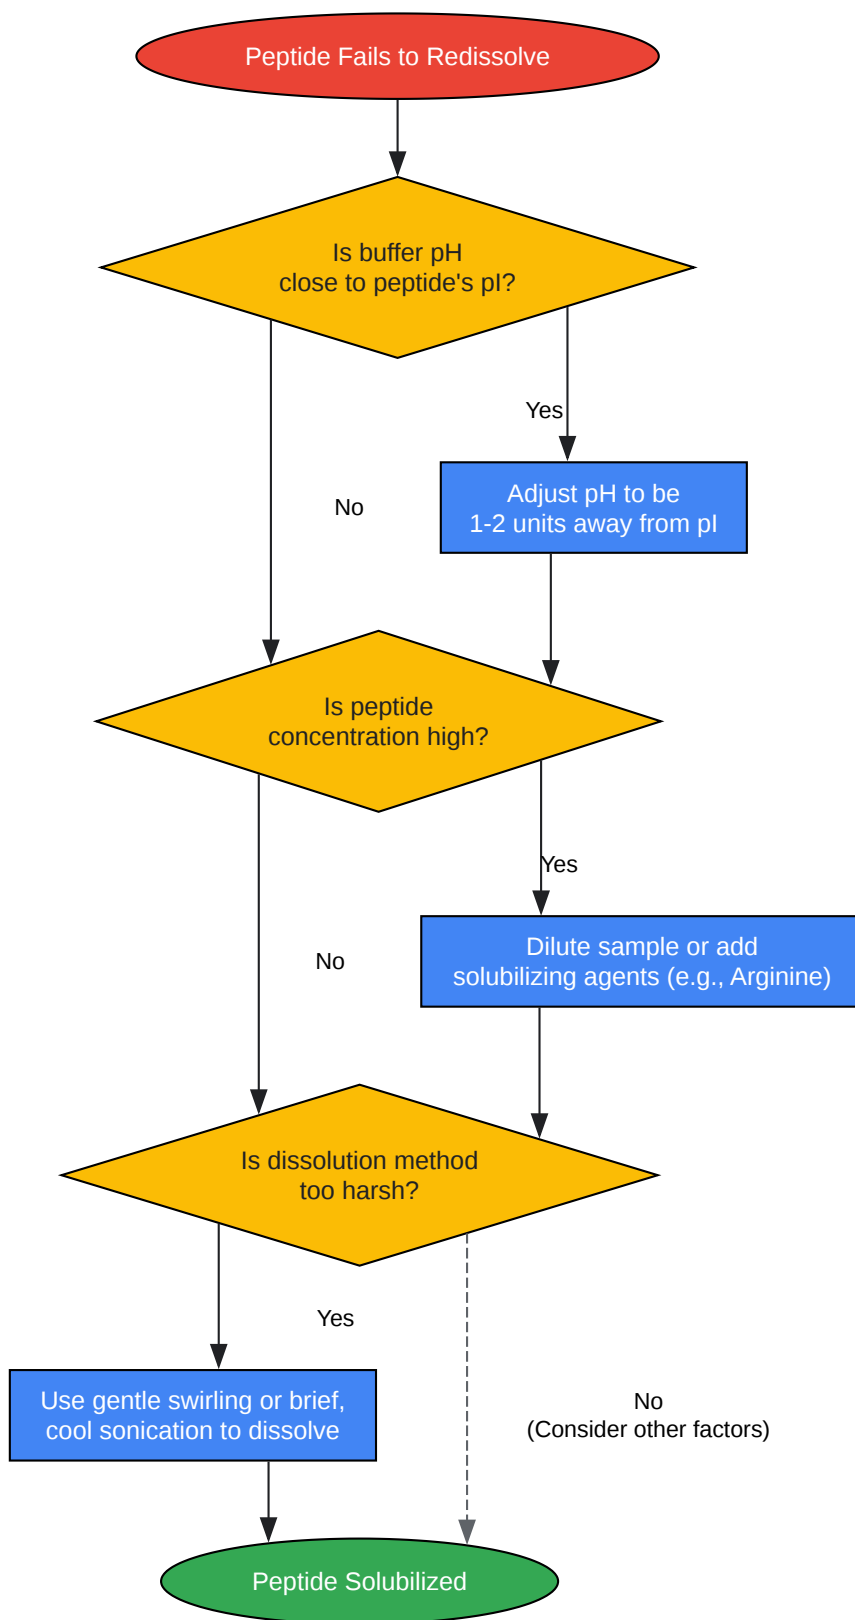 Peptide Fails to Redissolve
Is buffer pH
close to peptide's pI?
Yes
Adjust pH to be
1-2 units away from pI
No
Is peptide
concentration high?
Yes
Dilute sample or add
solubilizing agents (e.g., Arginine)
No
Is dissolution method
too harsh?
Yes
Use gentle swirling or brief,
cool sonication to dissolve
No
(Consider other factors)
Peptide Solubilized